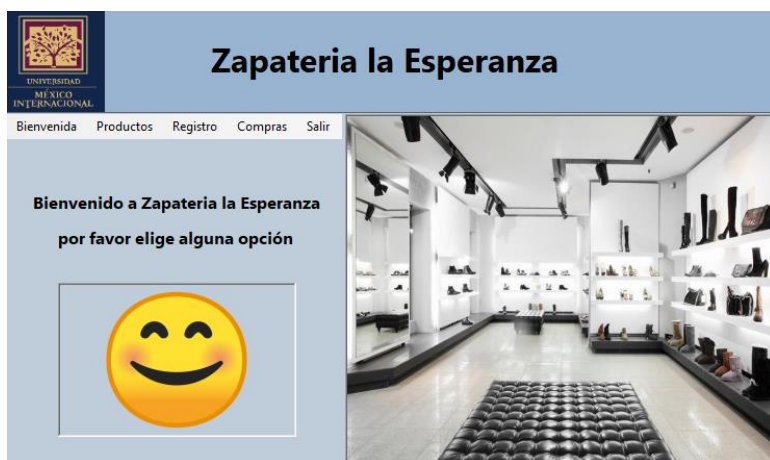 UNIVERSIDAD
MÉXICO
INTERNACIONAL
Zapateria la Esperanza
Bienvenida Productos Registro Compras Salir
Bienvenido a Zapateria la Esperanza
por favor elige alguna opción